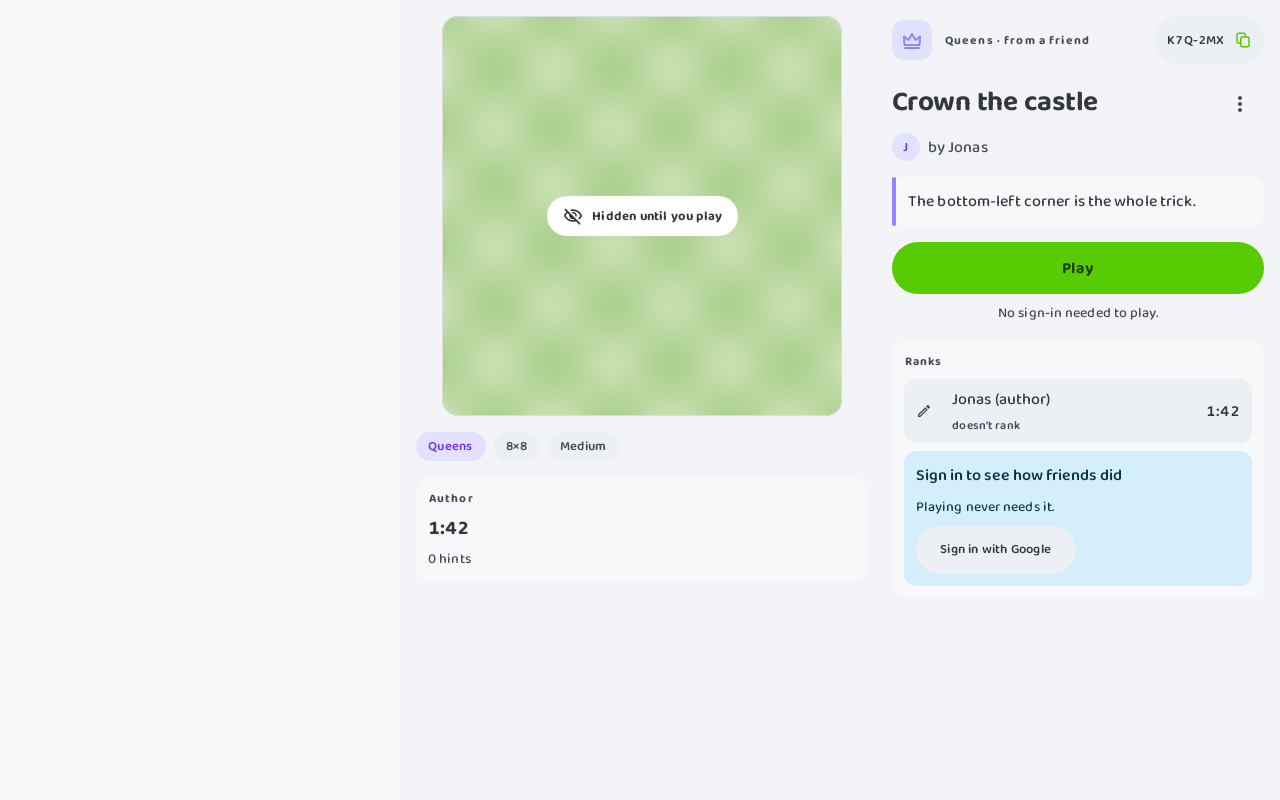 Hidden until you play
Queens
8×8
Medium
Author
1:42
0 hints
Queens · from a friend
K7Q-2MX
Crown the castle
J
by Jonas
The bottom-left corner is the whole trick.
Play
No sign-in needed to play.
Ranks
Jonas (author)
doesn't rank
1:42
Sign in to see how friends did
Playing never needs it.
Sign in with Google